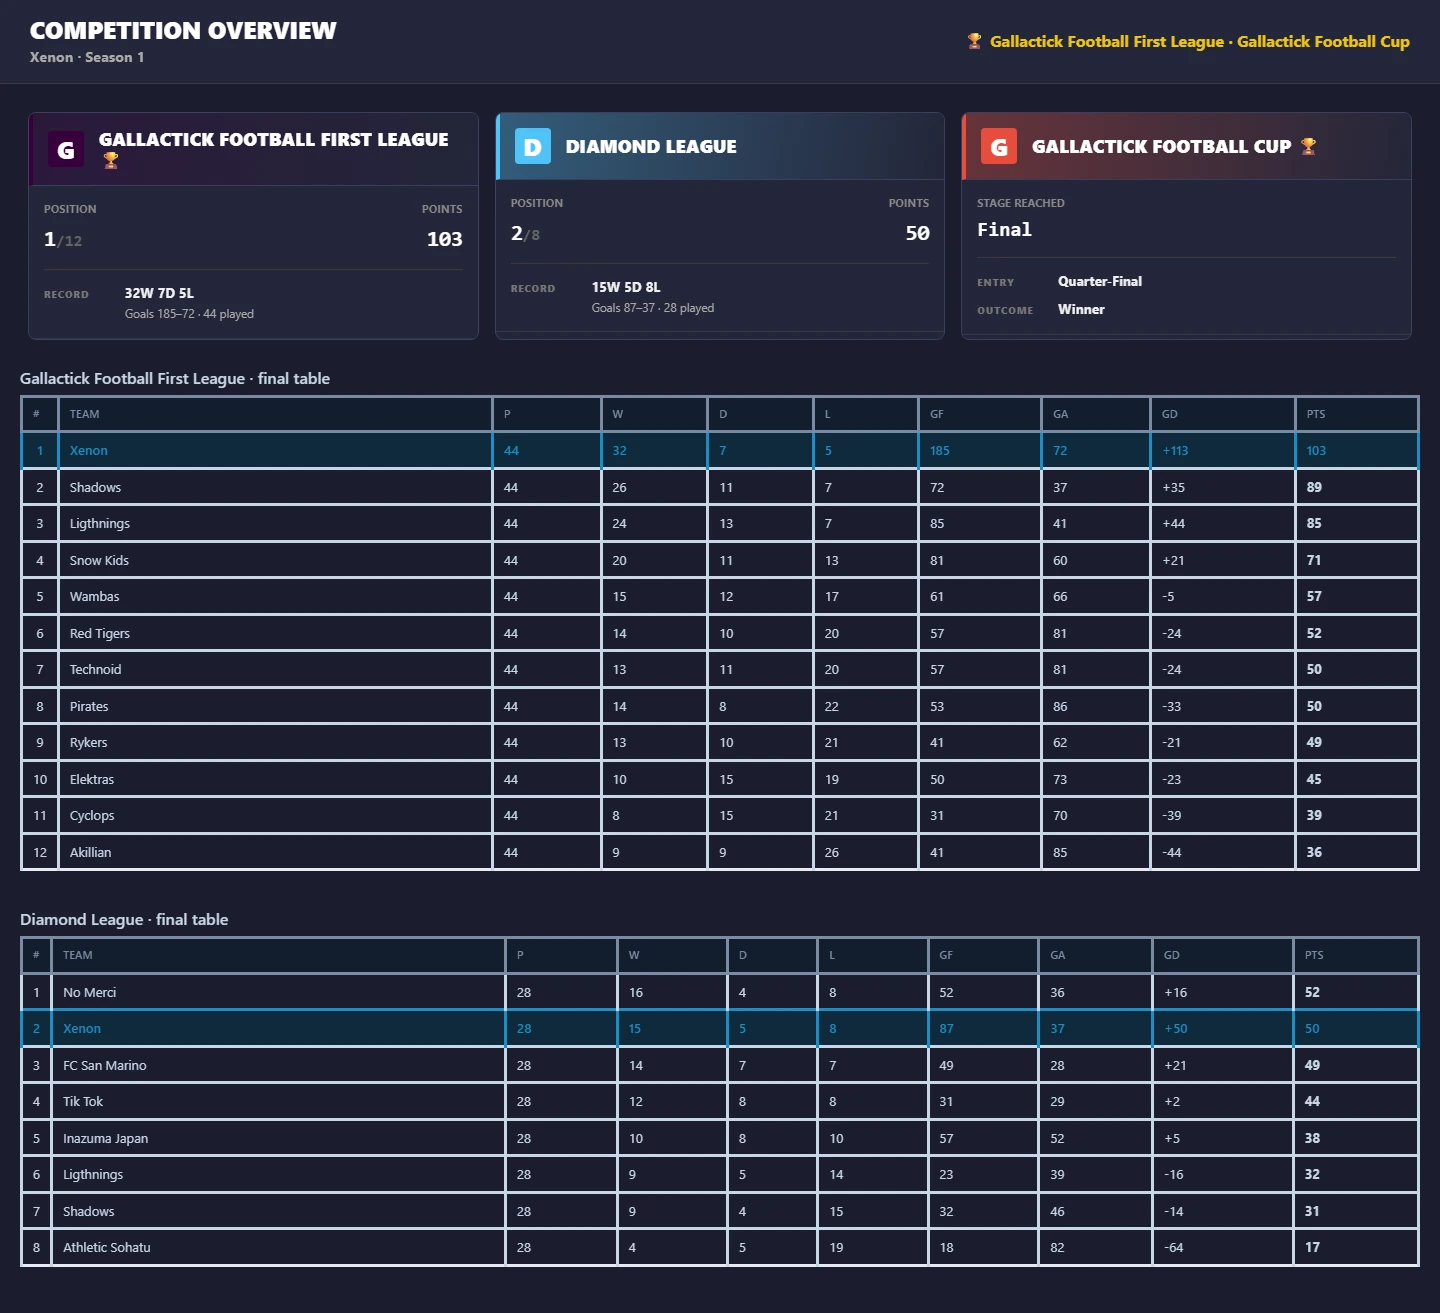 COMPETITION OVERVIEW
Xenon · Season 1
🏆 Gallactick Football First League · Gallactick Football Cup
G GALLACTICK FOOTBALL FIRST LEAGUE 🏆
POSITION POINTS
1/12 103
RECORD 32W 7D 5L
Goals 185–72 · 44 played
D DIAMOND LEAGUE
POSITION POINTS
2/8 50
RECORD 15W 5D 8L
Goals 87–37 · 28 played
G GALLACTICK FOOTBALL CUP 🏆
STAGE REACHED
Final
ENTRY Quarter-Final
OUTCOME Winner
Gallactick Football First League · final table
# TEAM P W D L GF GA GD PTS
1 Xenon 44 32 7 5 185 72 +113 103
2 Shadows 44 26 11 7 72 37 +35 89
3 Ligthnings 44 24 13 7 85 41 +44 85
4 Snow Kids 44 20 11 13 81 60 +21 71
5 Wambas 44 15 12 17 61 66 -5 57
6 Red Tigers 44 14 10 20 57 81 -24 52
7 Technoid 44 13 11 20 57 81 -24 50
8 Pirates 44 14 8 22 53 86 -33 50
9 Rykers 44 13 10 21 41 62 -21 49
10 Elektras 44 10 15 19 50 73 -23 45
11 Cyclops 44 8 15 21 31 70 -39 39
12 Akillian 44 9 9 26 41 85 -44 36
Diamond League · final table
# TEAM P W D L GF GA GD PTS
1 No Merci 28 16 4 8 52 36 +16 52
2 Xenon 28 15 5 8 87 37 +50 50
3 FC San Marino 28 14 7 7 49 28 +21 49
4 Tik Tok 28 12 8 8 31 29 +2 44
5 Inazuma Japan 28 10 8 10 57 52 +5 38
6 Ligthnings 28 9 5 14 23 39 -16 32
7 Shadows 28 9 4 15 32 46 -14 31
8 Athletic Sohatu 28 4 5 19 18 82 -64 17